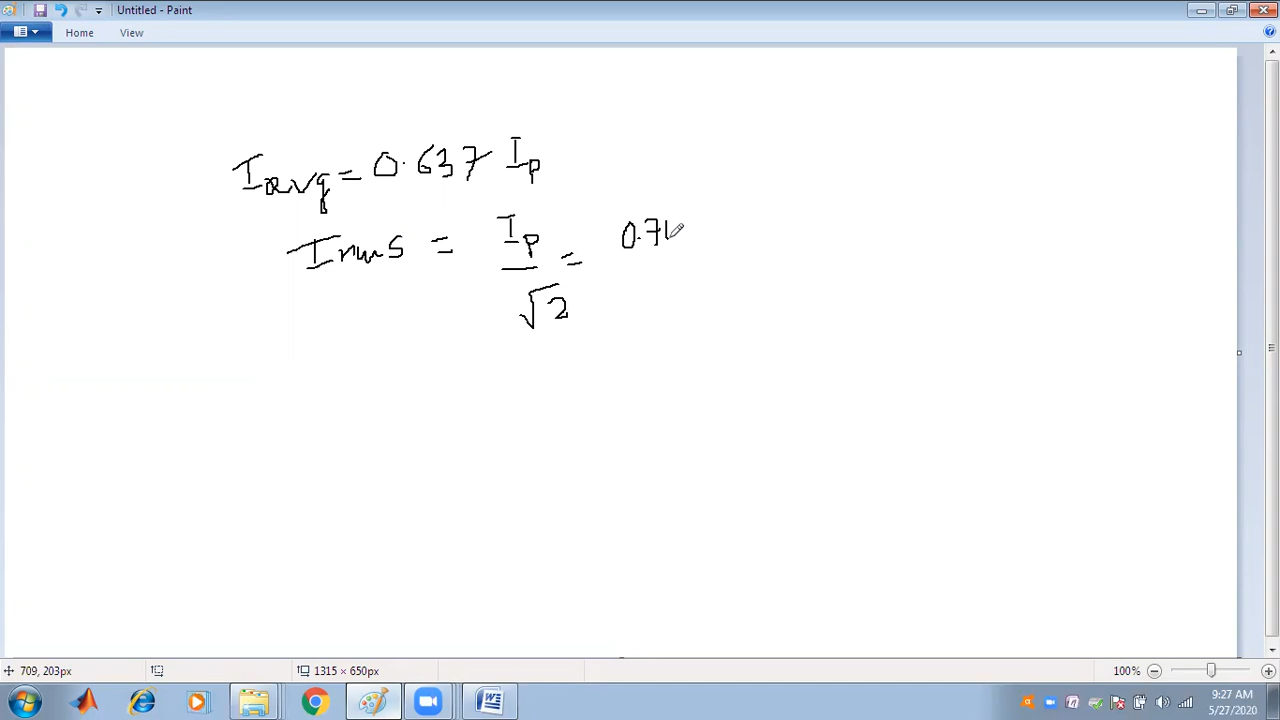 Untitled - Paint
Home View
Iavg = 0.637 Ip
Irms = Ip/√2 = 0.7
709, 203px
1315 × 650px
100%
9:27 AM
5/27/2020